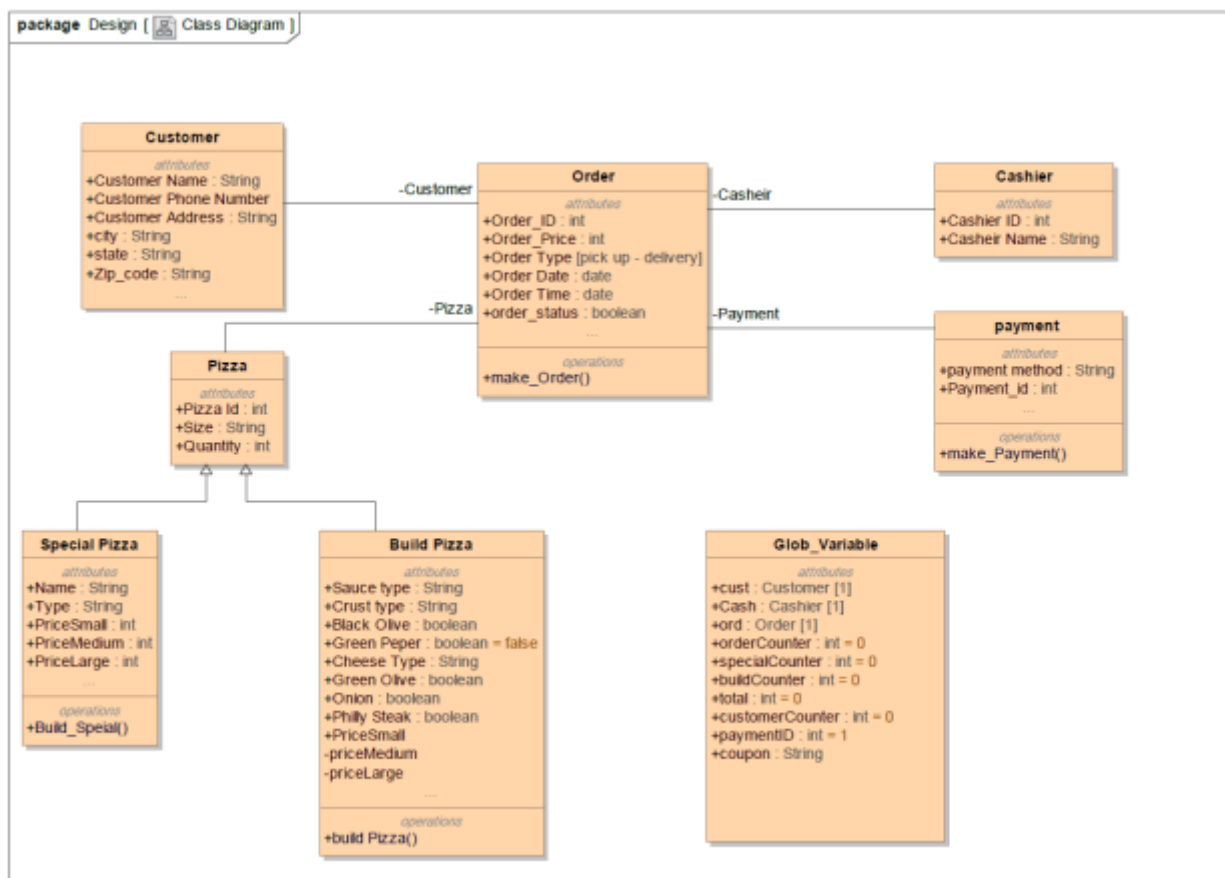 package Design [ Class Diagram ]
Customer
attributes
+Customer Name : String
+Customer Phone Number
+Customer Address : String
+city : String
+state : String
+Zip_code : String
...
-Customer
Order
attributes
+Order_ID : int
+Order_Price : int
+Order Type [pick up - delivery]
+Order Date : date
+Order Time : date
+order_status : boolean
...
operations
+make_Order()
-Casheir
Cashier
attributes
+Cashier ID : int
+Casheir Name : String
-Pizza
-Payment
payment
attributes
+payment method : String
+Payment_id : int
...
operations
+make_Payment()
Pizza
attributes
+Pizza Id : int
+Size : String
+Quantity : int
Special Pizza
attributes
+Name : String
+Type : String
+PriceSmall : int
+PriceMedium : int
+PriceLarge : int
...
operations
+Build_Speial()
Build Pizza
attributes
+Sauce type : String
+Crust type : String
+Black Olive : boolean
+Green Peper : boolean = false
+Cheese Type : String
+Green Olive : boolean
+Onion : boolean
+Philly Steak : boolean
+PriceSmall
-priceMedium
-priceLarge
...
operations
+build Pizza()
Glob_Variable
attributes
+cust : Customer [1]
+Cash : Cashier [1]
+ord : Order [1]
+orderCounter : int = 0
+specialCounter : int = 0
+buildCounter : int = 0
+total : int = 0
+customerCounter : int = 0
+paymentID : int = 1
+coupon : String